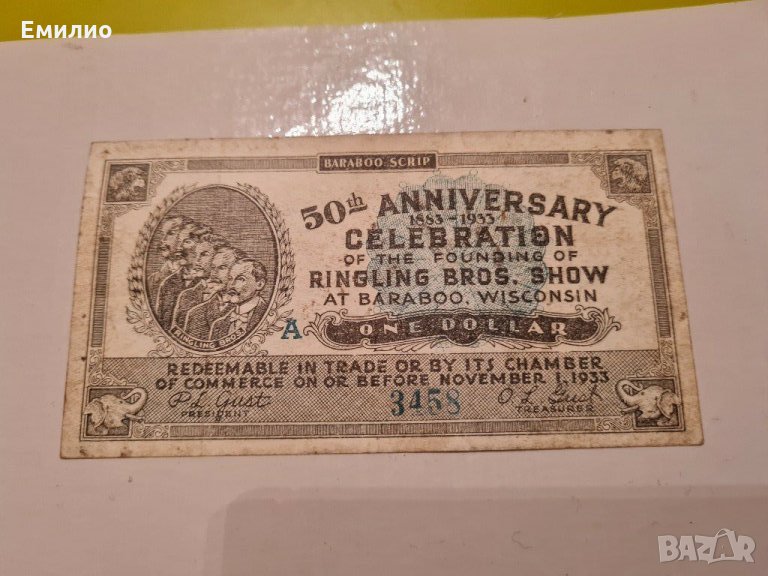 Емилио
BARABOO SCRIP
50th ANNIVERSARY
1883-1933
CELEBRATION
OF THE FOUNDING OF
RINGLING BROS. SHOW
AT BARABOO, WISCONSIN
RINGLING BROS
A
ONE DOLLAR
REDEEMABLE IN TRADE OR BY ITS CHAMBER
OF COMMERCE ON OR BEFORE NOVEMBER 1, 1933
P L Gust
PRESIDENT
3458
TREASURER
BAZAR